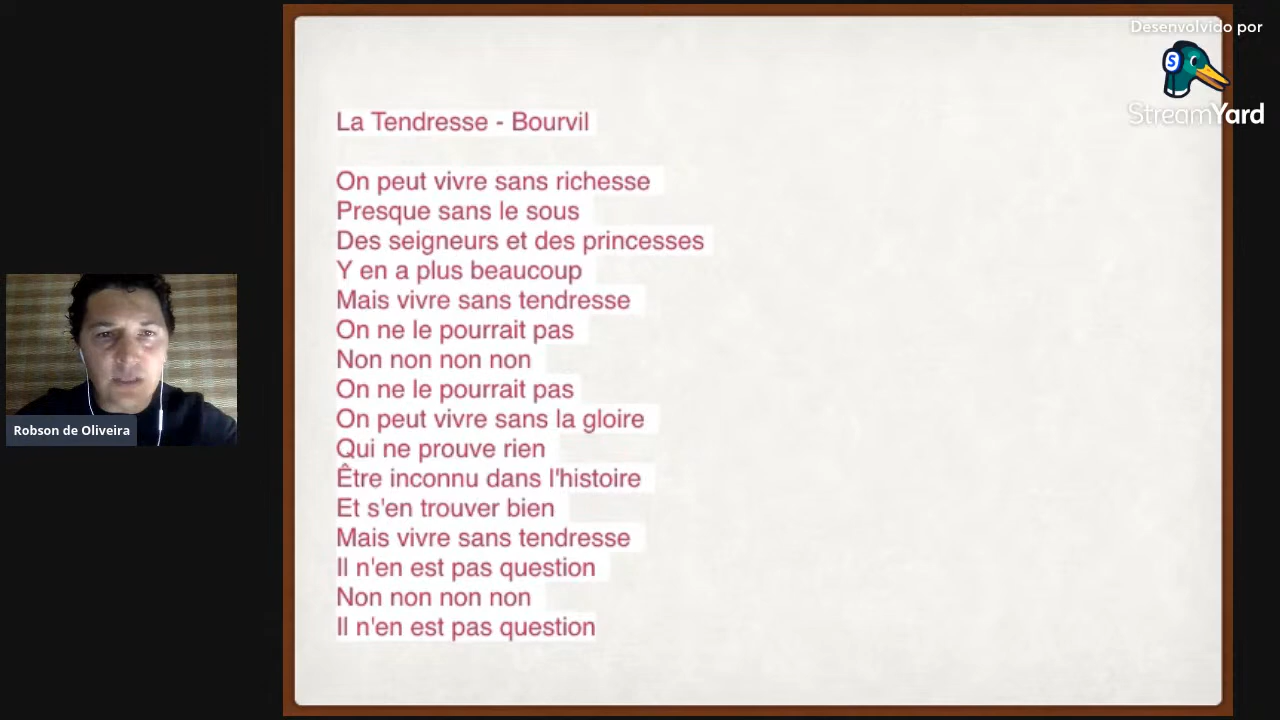 Desenvolvido por
StreamYard
La Tendresse - Bourvil
On peut vivre sans richesse
Presque sans le sous
Des seigneurs et des princesses
Y en a plus beaucoup
Mais vivre sans tendresse
On ne le pourrait pas
Non non non non
On ne le pourrait pas
On peut vivre sans la gloire
Qui ne prouve rien
Être inconnu dans l'histoire
Et s'en trouver bien
Mais vivre sans tendresse
Il n'en est pas question
Non non non non
Il n'en est pas question
Robson de Oliveira